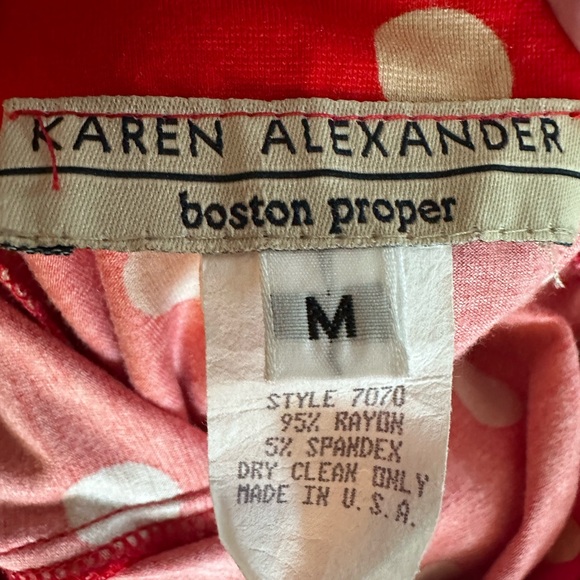 KAREN ALEXANDER
boston proper
M
STYLE 7070
95% RAYON
5% SPANDEX
DRY CLEAN ONLY
MADE IN U.S.A.